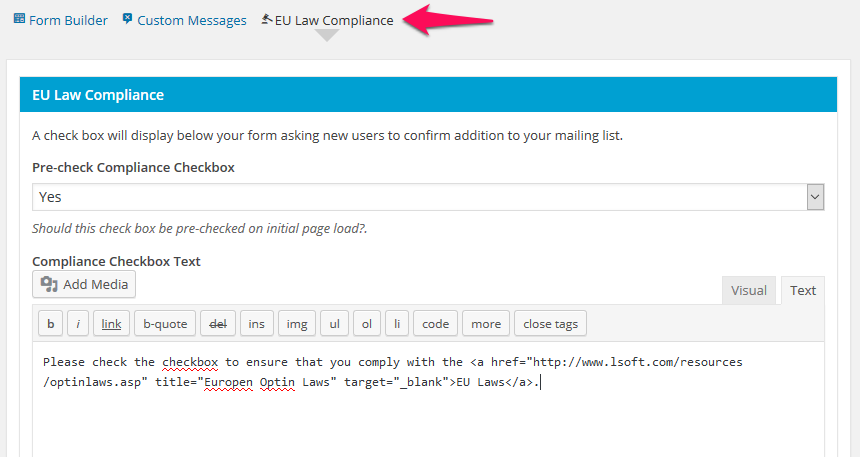 Form Builder Custom Messages EU Law Compliance
EU Law Compliance
A check box will display below your form asking new users to confirm addition to your mailing list.
Pre-check Compliance Checkbox
Yes
Should this check box be pre-checked on initial page load?.
Compliance Checkbox Text
Add Media
Visual Text
b i link b-quote del ins img ul ol li code more close tags
Please check the checkbox to ensure that you comply with the <a href="http://www.lsoft.com/resources
/optinlaws.asp" title="Europen Optin Laws" target="_blank">EU Laws</a>.